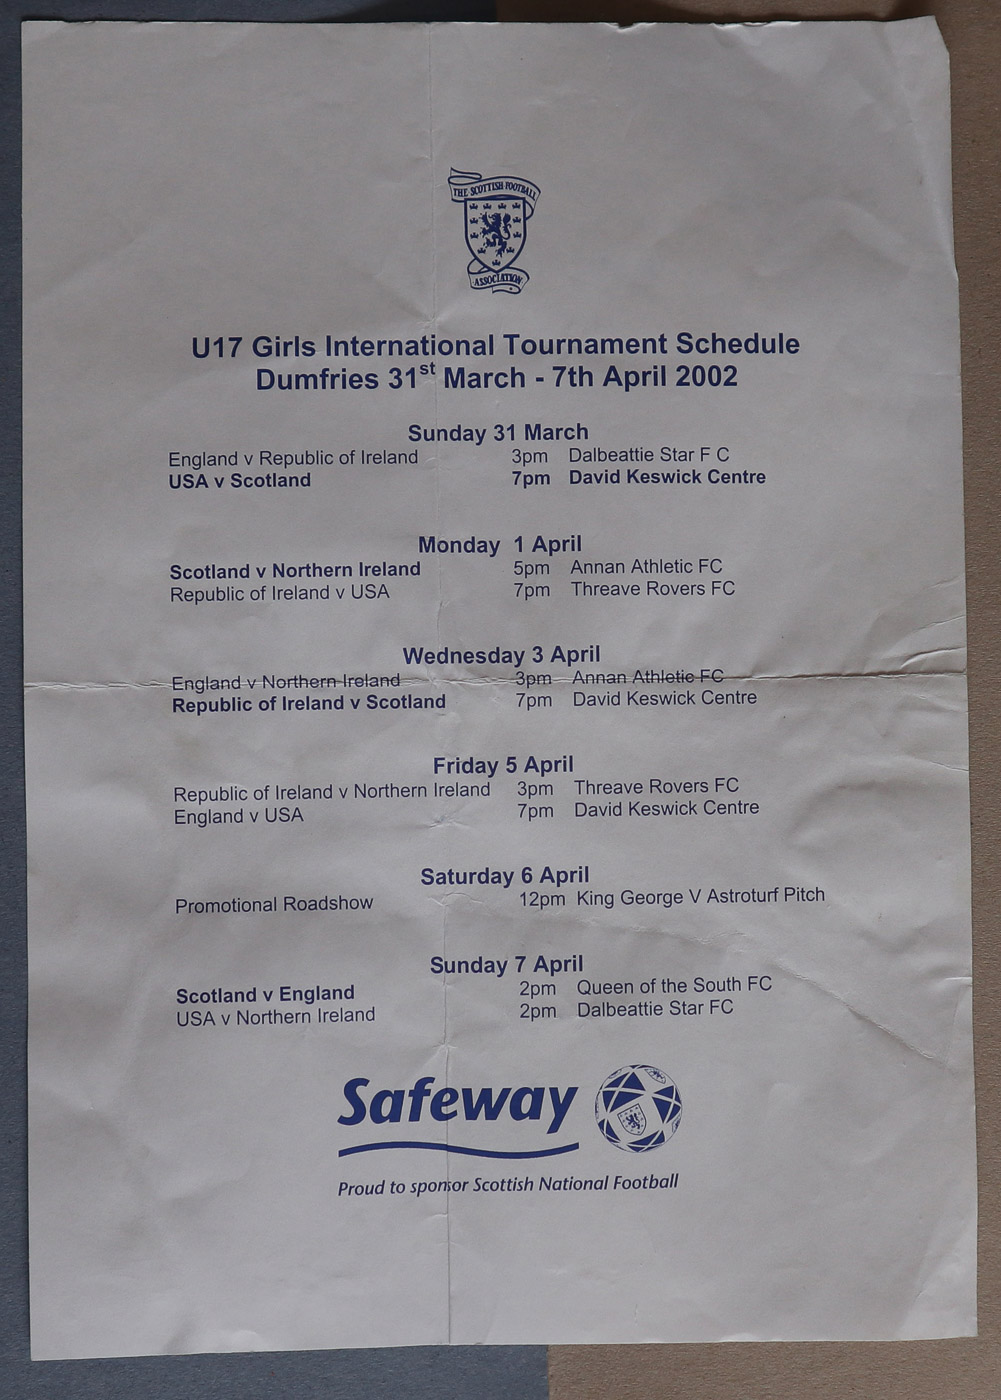 THE SCOTTISH FOOTBALL
ASSOCIATION
U17 Girls International Tournament Schedule
Dumfries 31st March - 7th April 2002
Sunday 31 March
England v Republic of Ireland 3pm Dalbeattie Star F C
USA v Scotland 7pm David Keswick Centre
Monday 1 April
Scotland v Northern Ireland 5pm Annan Athletic FC
Republic of Ireland v USA 7pm Threave Rovers FC
Wednesday 3 April
England v Northern Ireland 3pm Annan Athletic FC
Republic of Ireland v Scotland 7pm David Keswick Centre
Friday 5 April
Republic of Ireland v Northern Ireland 3pm Threave Rovers FC
England v USA 7pm David Keswick Centre
Saturday 6 April
Promotional Roadshow 12pm King George V Astroturf Pitch
Sunday 7 April
Scotland v England 2pm Queen of the South FC
USA v Northern Ireland 2pm Dalbeattie Star FC
Safeway
Proud to sponsor Scottish National Football